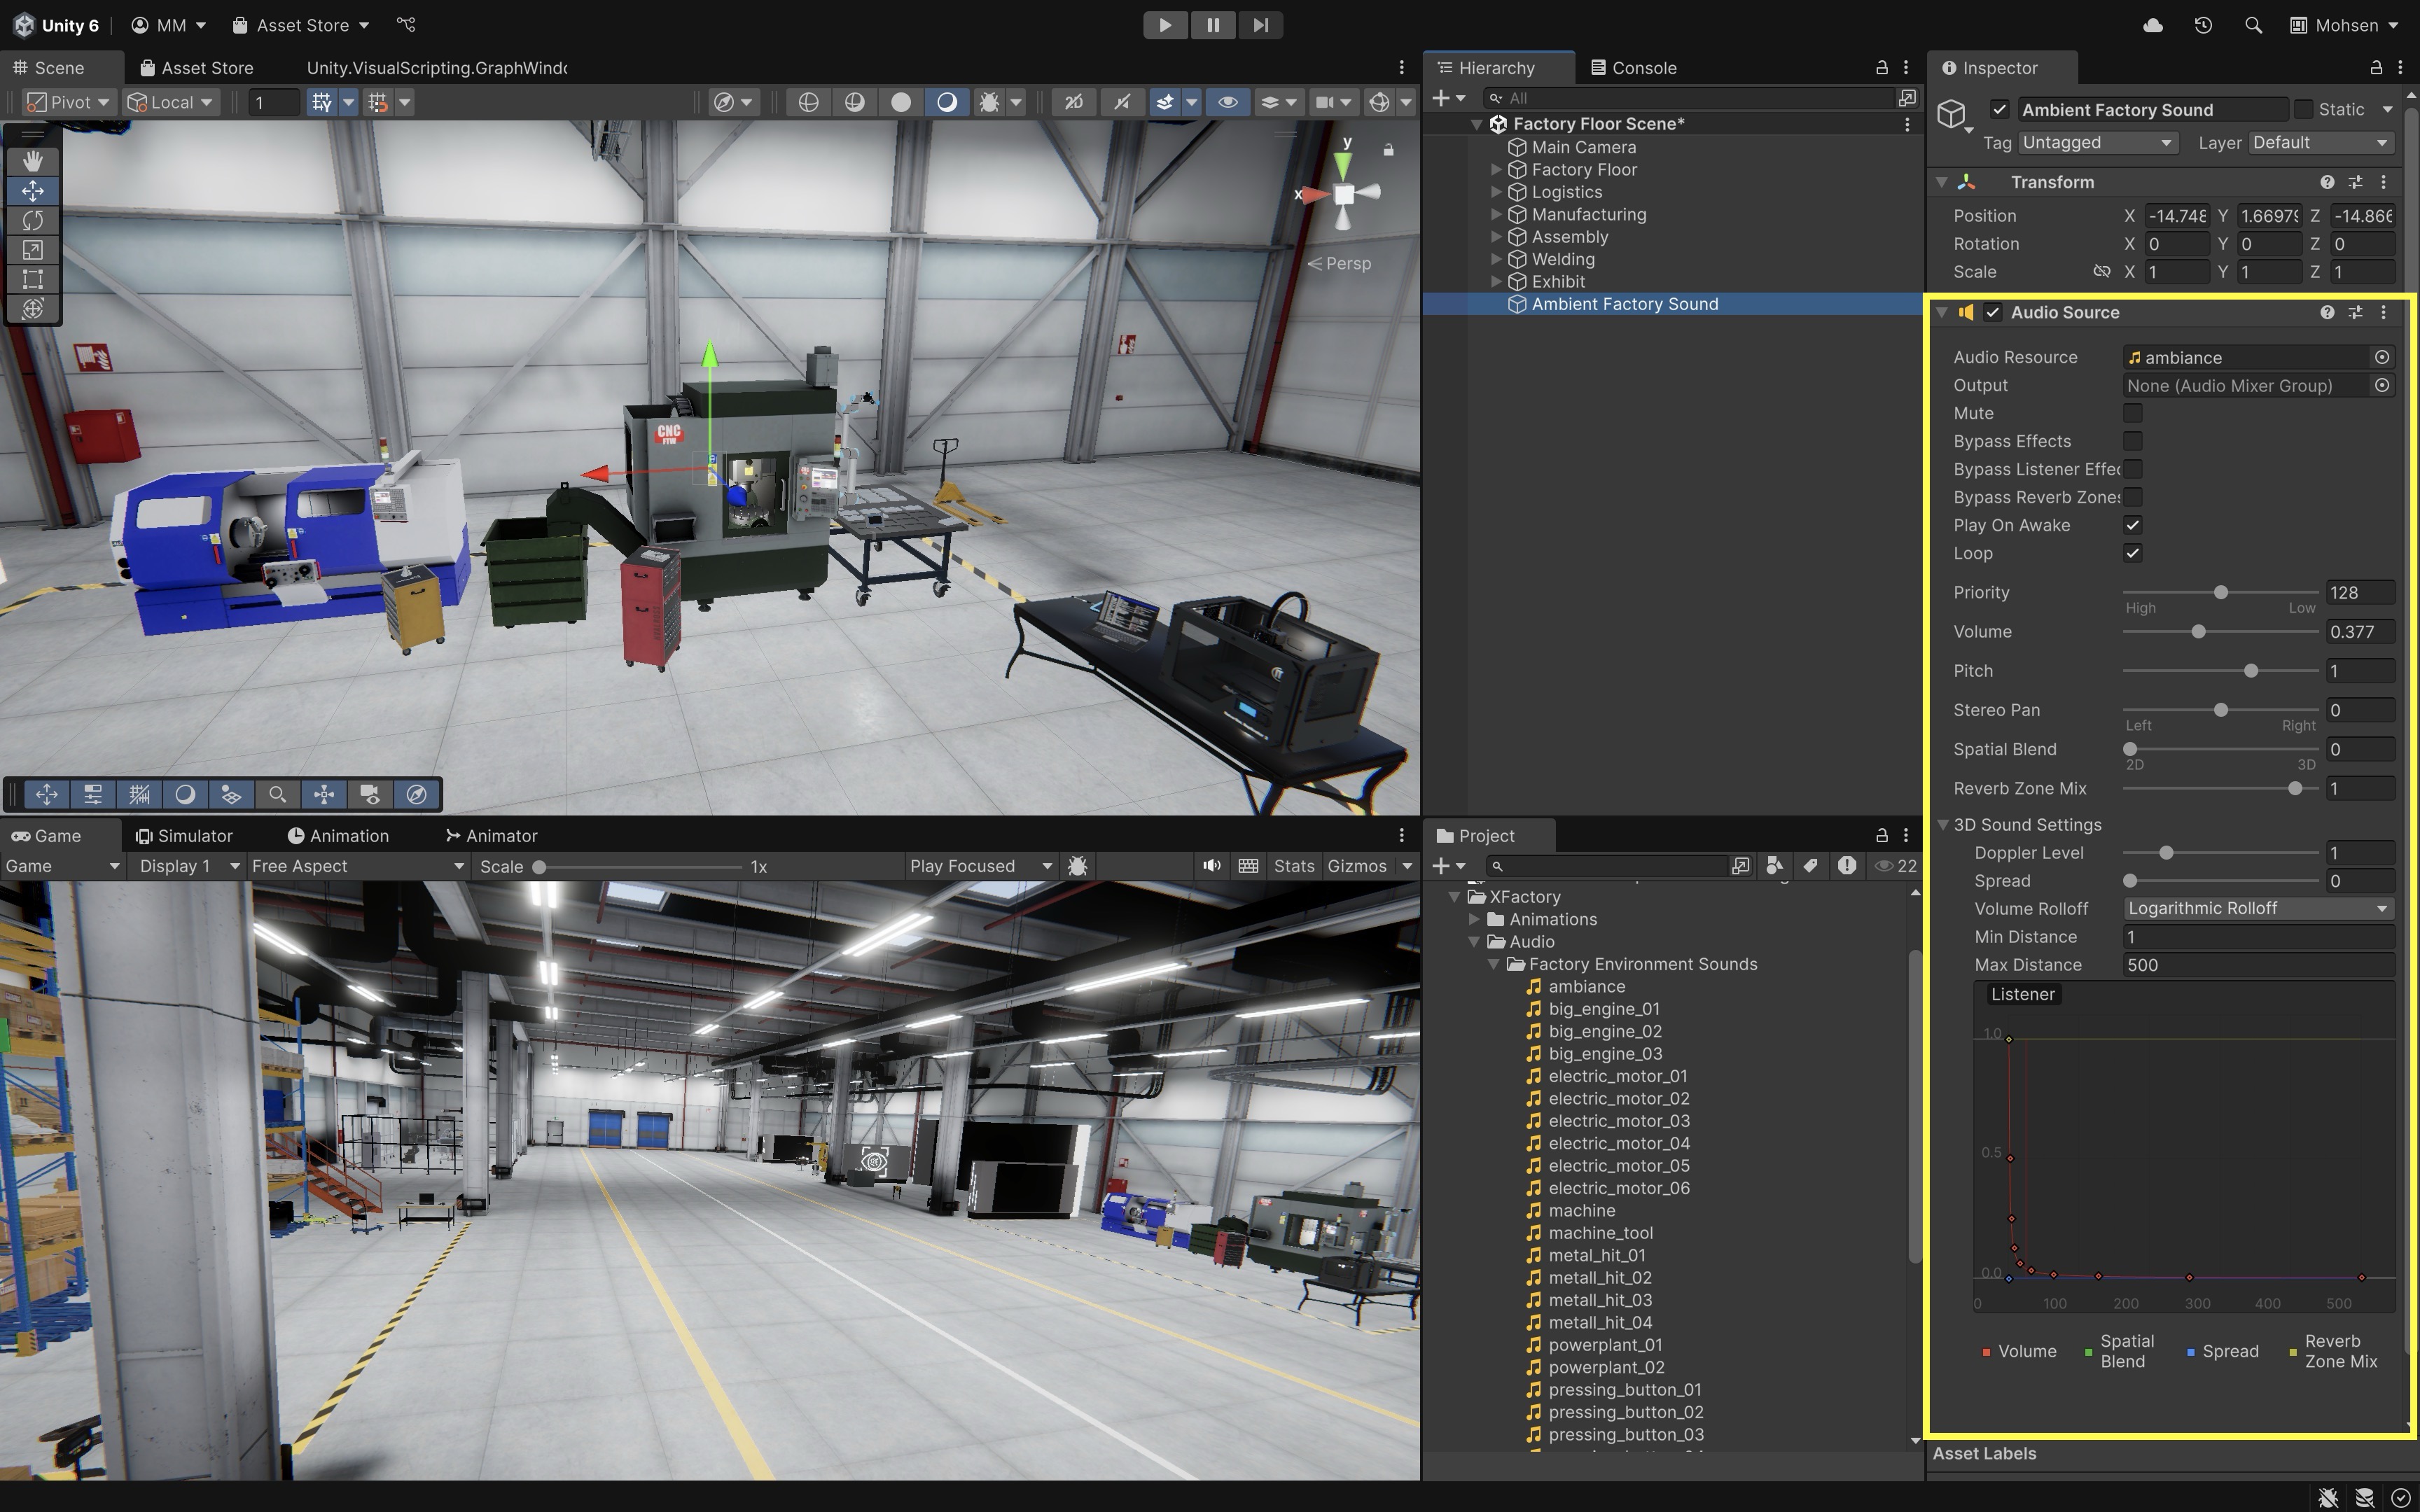 Unity 6 MM Asset Store Mohsen
Scene Asset Store Unity.VisualScripting.GraphWindo
Pivot Local 1 2D
y
x
Persp
CNC
FTW
Hierarchy Console
All
Factory Floor Scene*
Main Camera
Factory Floor
Logistics
Manufacturing
Assembly
Welding
Exhibit
Ambient Factory Sound
Inspector
Ambient Factory Sound Static
Tag Untagged Layer Default
Transform
Position X -14.748 Y 1.66979 Z -14.866
Rotation X 0 Y 0 Z 0
Scale X 1 Y 1 Z 1
Audio Source
Audio Resource ambiance
Output None (Audio Mixer Group)
Mute
Bypass Effects
Bypass Listener Effec
Bypass Reverb Zones
Play On Awake
Loop
Priority 128
High Low
Volume 0.377
Pitch 1
Stereo Pan 0
Left Right
Spatial Blend 0
2D 3D
Reverb Zone Mix 1
3D Sound Settings
Doppler Level 1
Spread 0
Volume Rolloff Logarithmic Rolloff
Min Distance 1
Max Distance 500
Listener
1.0
0.5
0.0
0 100 200 300 400 500
Volume Spatial Blend Spread Reverb Zone Mix
Asset Labels
Game Simulator Animation Animator
Game Display 1 Free Aspect Scale 1x Play Focused Stats Gizmos
Project
22
XFactory
Animations
Audio
Factory Environment Sounds
ambiance
big_engine_01
big_engine_02
big_engine_03
electric_motor_01
electric_motor_02
electric_motor_03
electric_motor_04
electric_motor_05
electric_motor_06
machine
machine_tool
metal_hit_01
metall_hit_02
metall_hit_03
metall_hit_04
powerplant_01
powerplant_02
pressing_button_01
pressing_button_02
pressing_button_03